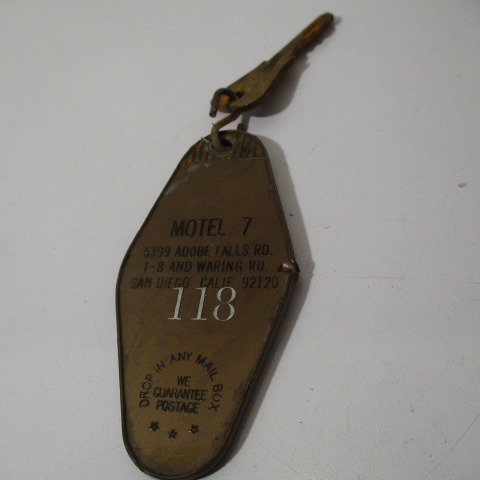 MOTEL 7
5399 ADOBE FALLS RD.
I-8 AND WARING RD.
SAN DIEGO, CALIF. 92120
118
DROP IN ANY MAIL BOX
WE
GUARANTEE
POSTAGE